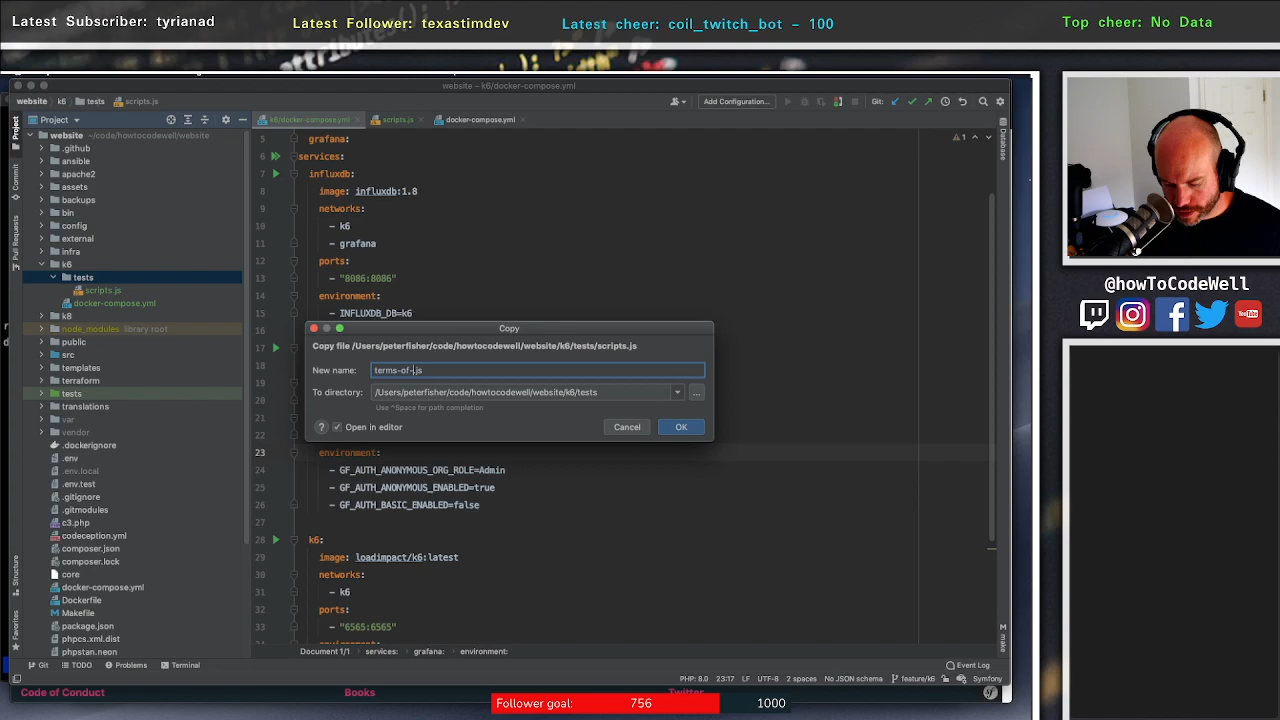 Latest Subscriber: tyrianad
Latest Follower: texastimdev
Latest cheer: coil_twitch_bot - 100
Top cheer: No Data
website – k6/docker-compose.yml
website
k6
tests
scripts.js
Add Configuration...
Git:
Project
k6/docker-compose.yml
scripts.js
docker-compose.yml
website ~/code/howtocodewell/website
.github
ansible
apache2
assets
backups
bin
config
external
infra
k6
tests
scripts.js
docker-compose.yml
k8
node_modules library root
public
src
templates
terraform
tests
translations
var
vendor
.dockerignore
.env
.env.local
.env.test
.gitignore
.gitmodules
c3.php
codeception.yml
composer.json
composer.lock
core
docker-compose.yml
Dockerfile
Makefile
package.json
phpcs.xml.dist
phpstan.neon
Project
Commit
Pull Requests
Structure
Favorites
5 grafana:
6 services:
7 influxdb:
8 image: influxdb:1.8
9 networks:
10 - k6
11 - grafana
12 ports:
13 - "8086:8086"
14 environment:
15 - INFLUXDB_DB=k6
16
17
18
19
20
21
22
23 environment:
24 - GF_AUTH_ANONYMOUS_ORG_ROLE=Admin
25 - GF_AUTH_ANONYMOUS_ENABLED=true
26 - GF_AUTH_BASIC_ENABLED=false
27
28 k6:
29 image: loadimpact/k6:latest
30 networks:
31 - k6
32 ports:
33 - "6565:6565"
1
Database
make
Copy
Copy file /Users/peterfisher/code/howtocodewell/website/k6/tests/scripts.js
New name: terms-of-.js
To directory: /Users/peterfisher/code/howtocodewell/website/k6/tests
Use ^Space for path completion
? Open in editor
Cancel
OK
Document 1/1
services:
grafana:
environment:
Git
TODO
Problems
Terminal
Event Log
PHP: 8.0
23:17
LF
UTF-8
2 spaces
No JSON schema
feature/k6
Symfony
Code of Conduct
Books
Twitter
Follower goal: 756 1000
@howToCodeWell
YouTube